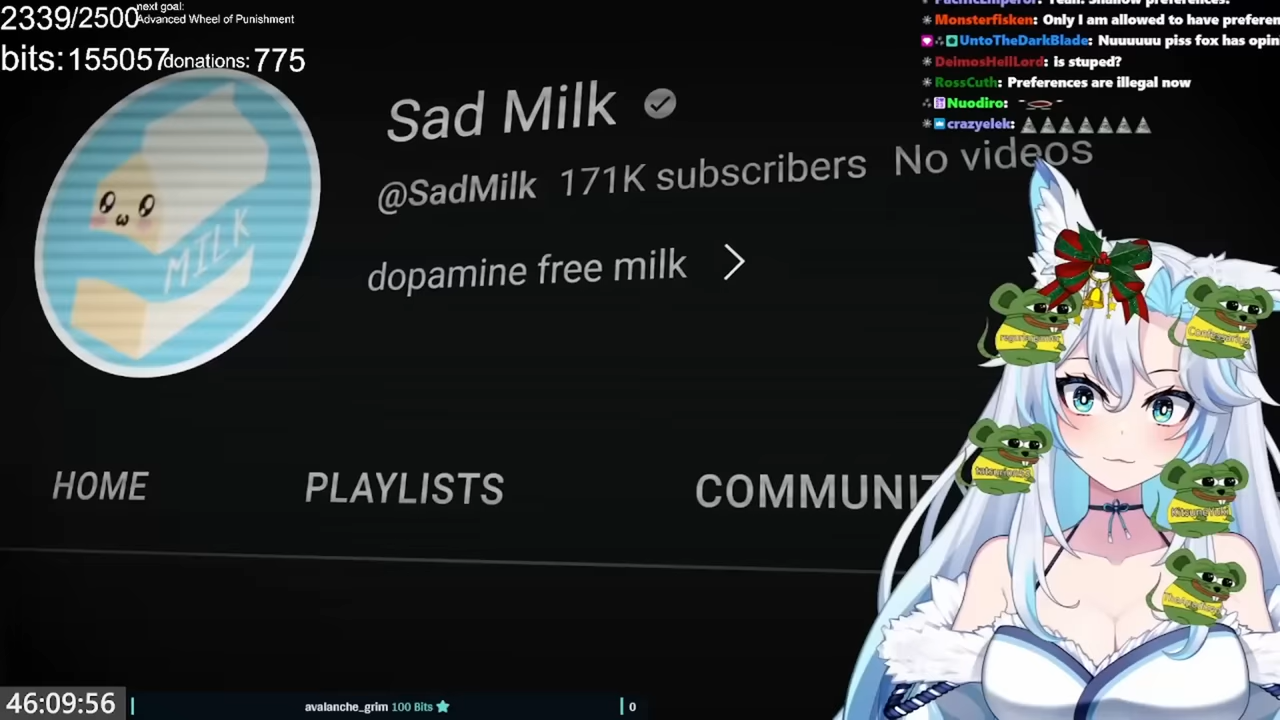 next goal:
2339/2500 Advanced Wheel of Punishment
bits:155057 donations: 775
Monsterfisken: Only I am allowed to have preferen
UntoTheDarkBlade: Nuuuuuu piss fox has opin
DeimosHellLord: is stuped?
RossCuth: Preferences are illegal now
Nuodiro:
crazyelek:
Sad Milk
@SadMilk 171K subscribers No videos
dopamine free milk
MILK
HOME PLAYLISTS COMMUNI
46:09:56
avalanche_grim 100 Bits
0